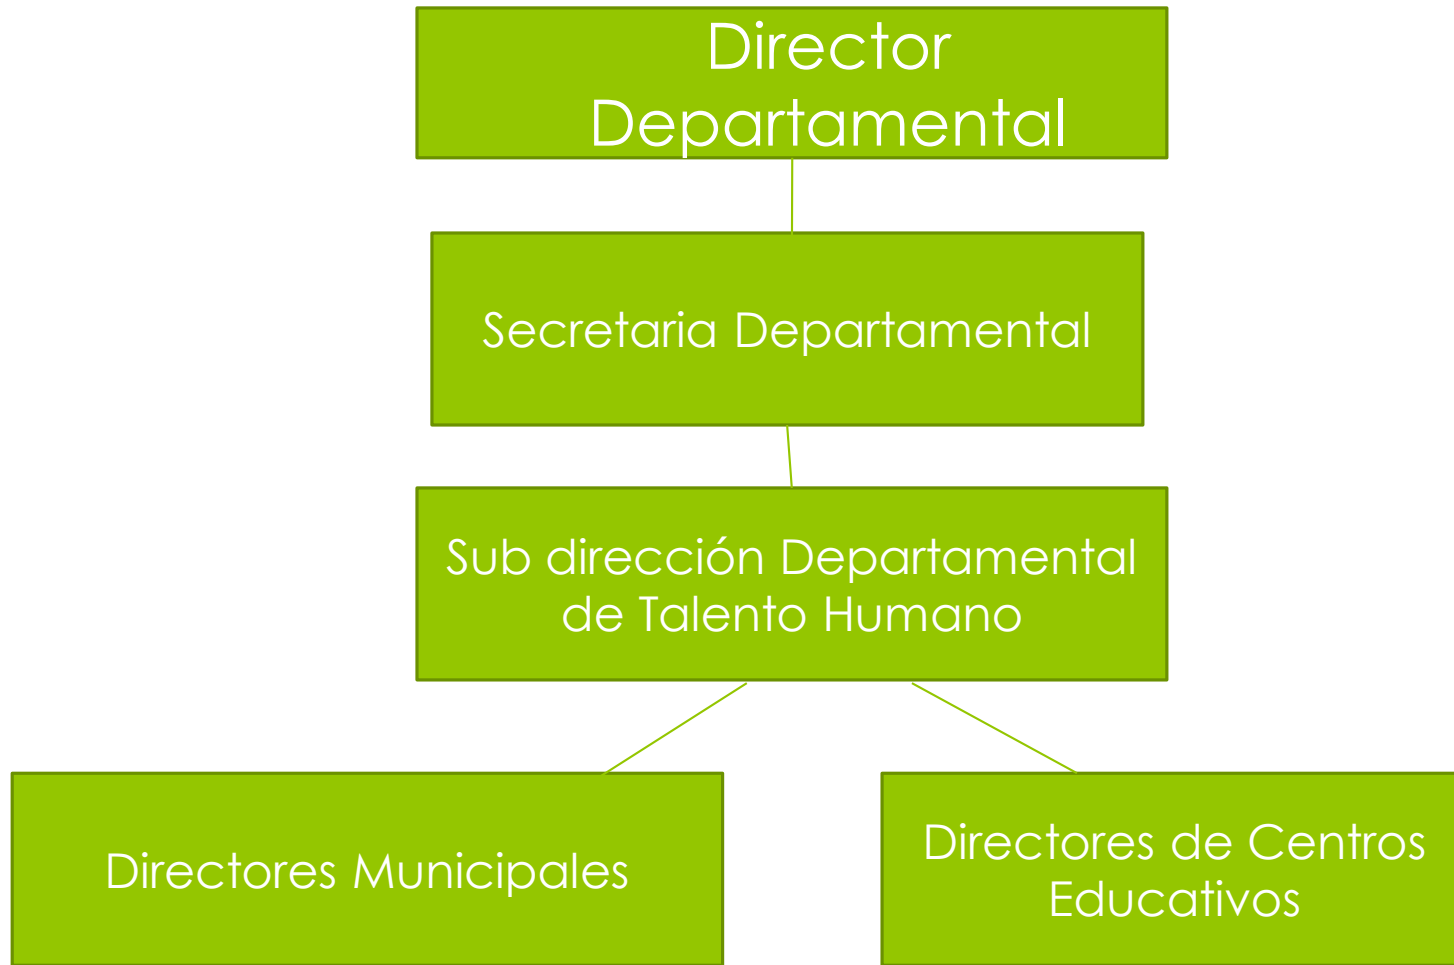 Director
Departamental
Secretaria Departamental
Sub dirección Departamental
de Talento Humano
Directores Municipales
Directores de Centros
Educativos